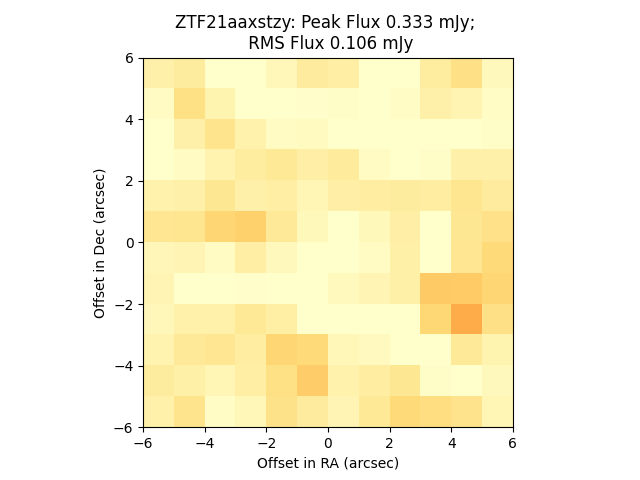 ZTF21aaxstzy: Peak Flux 0.333 mJy;
RMS Flux 0.106 mJy
6
4
2
0
−2
−4
−6
Offset in Dec (arcsec)
−6 −4 −2 0 2 4 6
Offset in RA (arcsec)